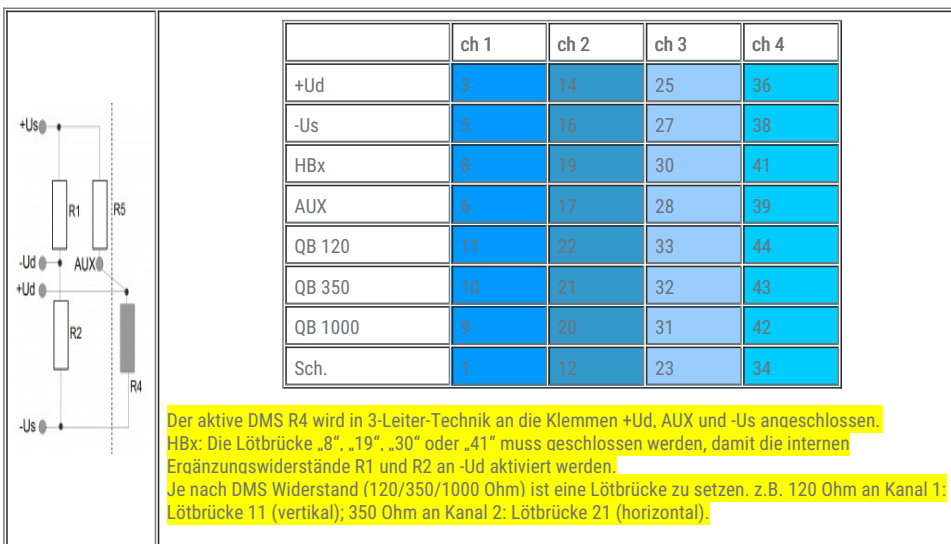 ch 1 ch 2 ch 3 ch 4
+Ud 3 14 25 36
-Us 5 16 27 38
HBx 8 19 30 41
AUX 6 17 28 39
QB 120 11 22 33 44
QB 350 10 21 32 43
QB 1000 9 20 31 42
Sch. 1 12 23 34
+Us
R1 R5
-Ud AUX
+Ud
R2
R4
-Us
Der aktive DMS R4 wird in 3-Leiter-Technik an die Klemmen +Ud, AUX und -Us angeschlossen.
HBx: Die Lötbrücke „8“, „19“, „30“ oder „41“ muss geschlossen werden, damit die internen
Ergänzungswiderstände R1 und R2 an -Ud aktiviert werden.
Je nach DMS Widerstand (120/350/1000 Ohm) ist eine Lötbrücke zu setzen. z.B. 120 Ohm an Kanal 1:
Lötbrücke 11 (vertikal); 350 Ohm an Kanal 2: Lötbrücke 21 (horizontal).